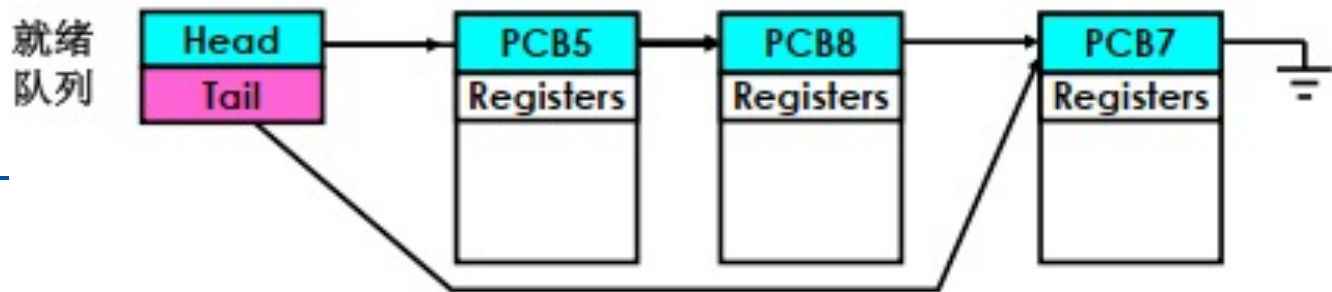 就绪
队列
Head
Tail
PCB5
Registers
PCB8
Registers
PCB7
Registers